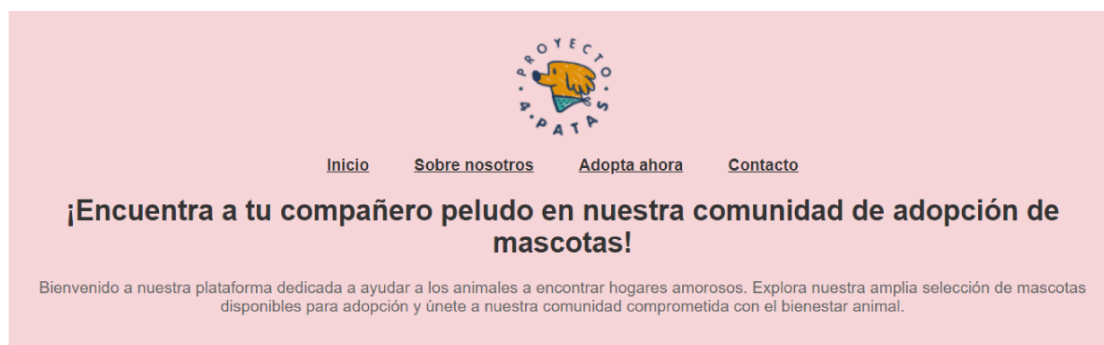 PROYECTO
4 PATAS
Inicio Sobre nosotros Adopta ahora Contacto
¡Encuentra a tu compañero peludo en nuestra comunidad de adopción de
mascotas!
Bienvenido a nuestra plataforma dedicada a ayudar a los animales a encontrar hogares amorosos. Explora nuestra amplia selección de mascotas
disponibles para adopción y únete a nuestra comunidad comprometida con el bienestar animal.